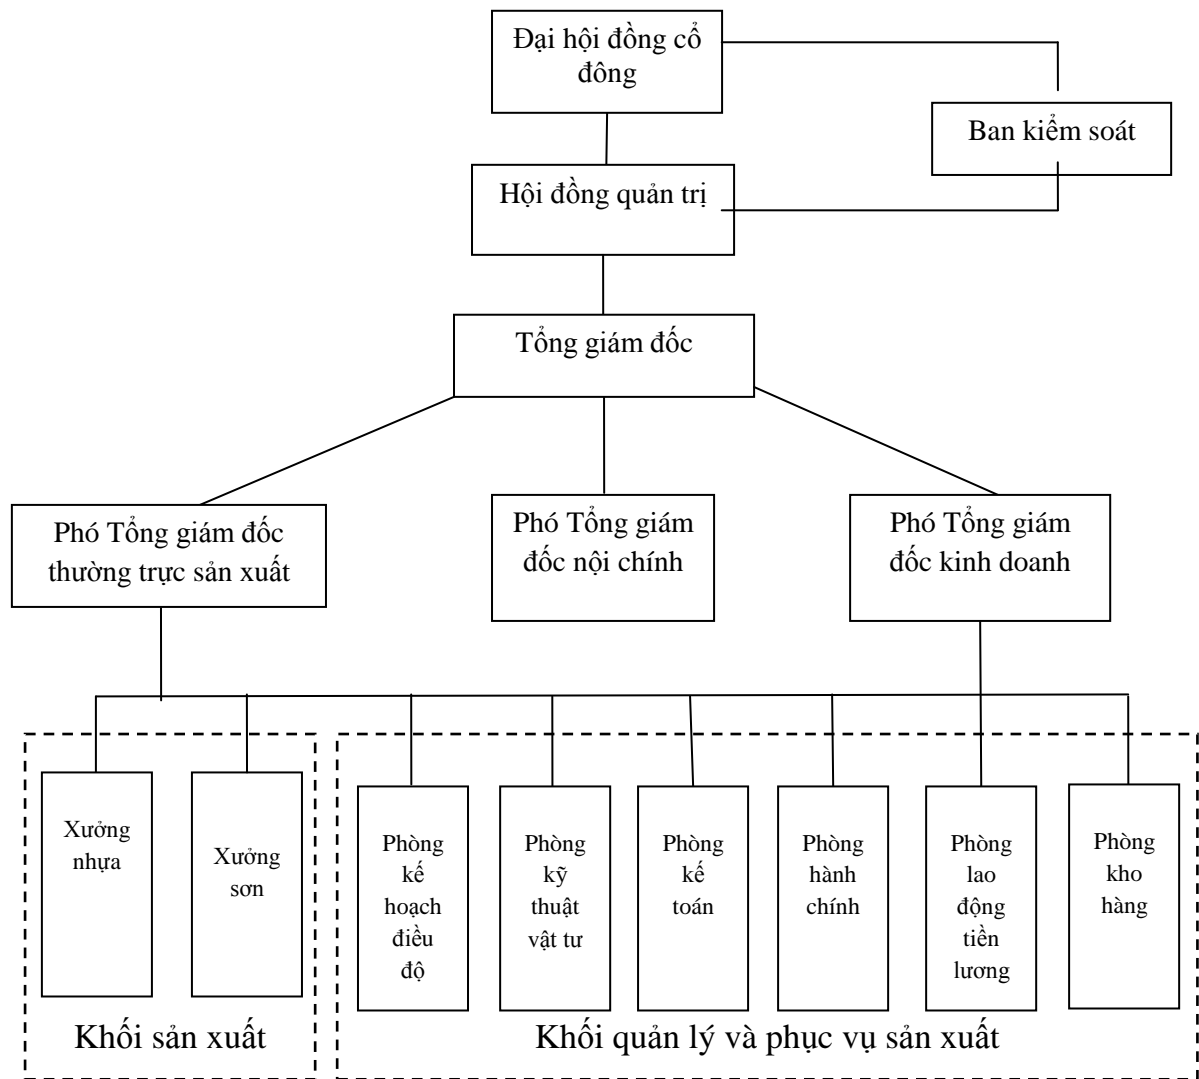 Đại hội đồng cổ
đông
Ban kiểm soát
Hội đồng quản trị
Tổng giám đốc
Phó Tổng giám đốc
thường trực sản xuất
Phó Tổng giám
đốc nội chính
Phó Tổng giám
đốc kinh doanh
Xưởng
nhựa
Xưởng
sơn
Phòng
kế
hoạch
điều
độ
Phòng
kỹ
thuật
vật tư
Phòng
kế
toán
Phòng
hành
chính
Phòng
lao
động
tiền
lương
Phòng
kho
hàng
Khối sản xuất
Khối quản lý và phục vụ sản xuất